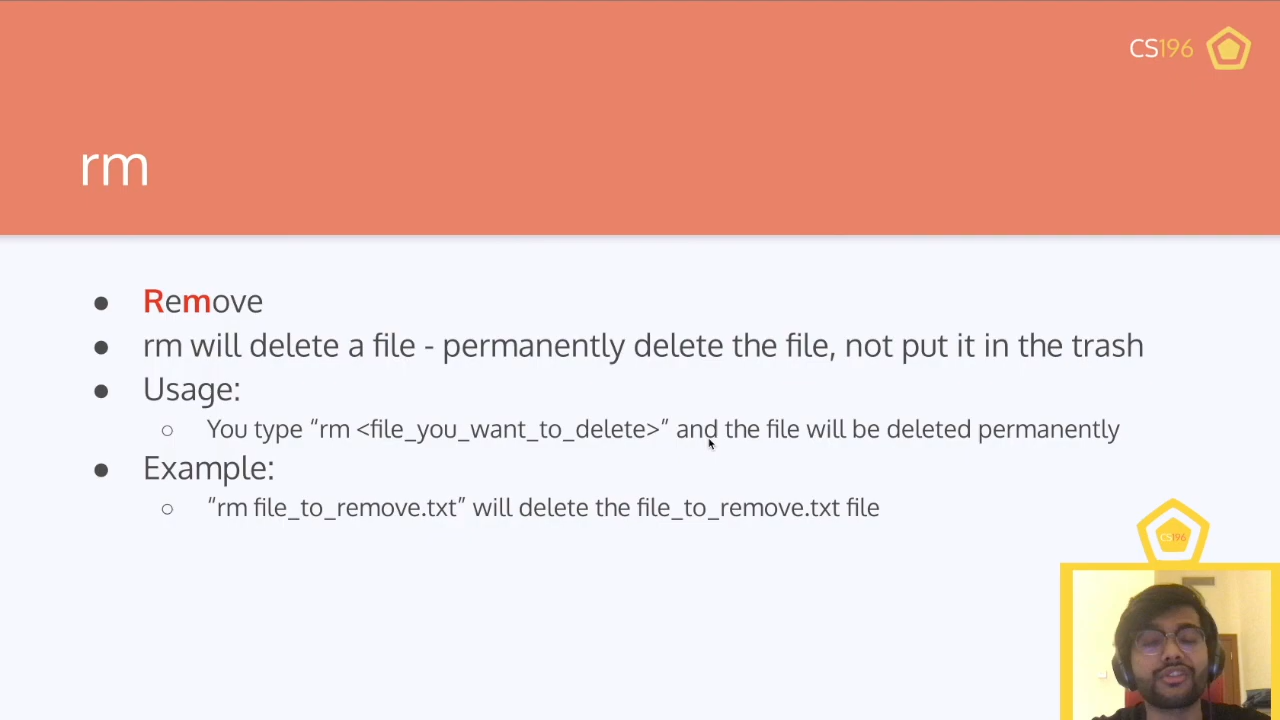 CS196
rm
● Remove
● rm will delete a file - permanently delete the file, not put it in the trash
● Usage:
○ You type “rm <file_you_want_to_delete>” and the file will be deleted permanently
● Example:
○ “rm file_to_remove.txt” will delete the file_to_remove.txt file
CS196